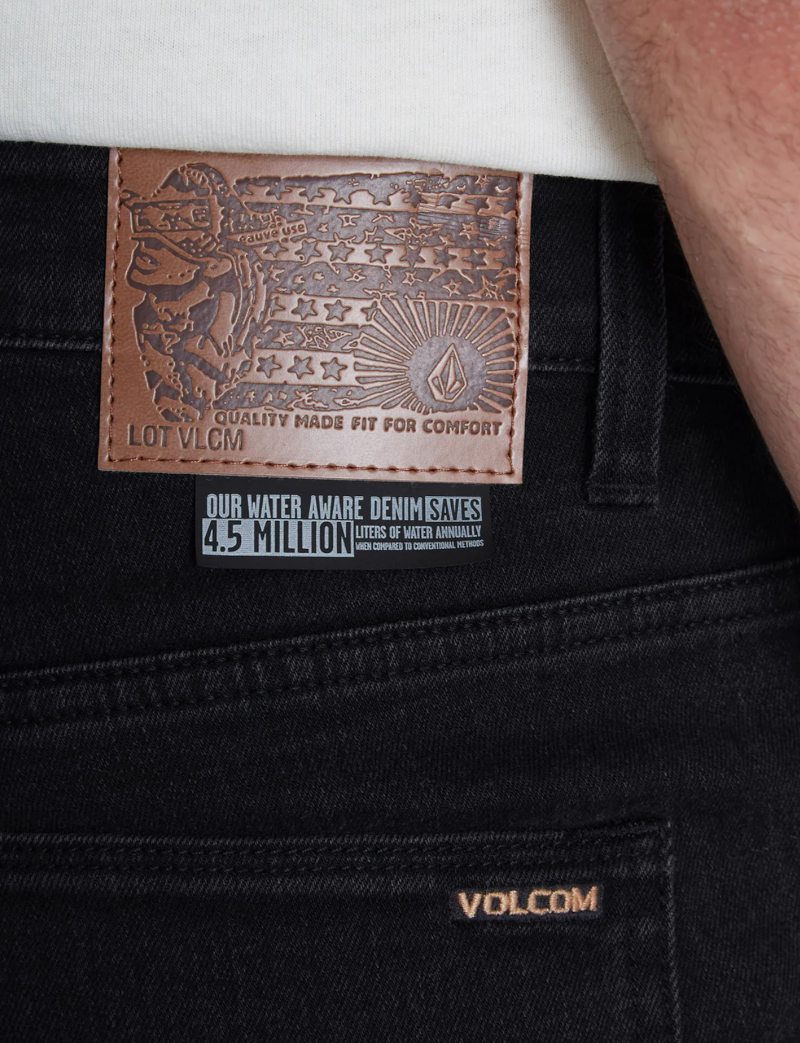 QUALITY MADE FIT FOR COMFORT
LOT VLCM
OUR WATER AWARE DENIM SAVES
4.5 MILLION LITERS OF WATER ANNUALLY
WHEN COMPARED TO CONVENTIONAL METHODS
VOLCOM